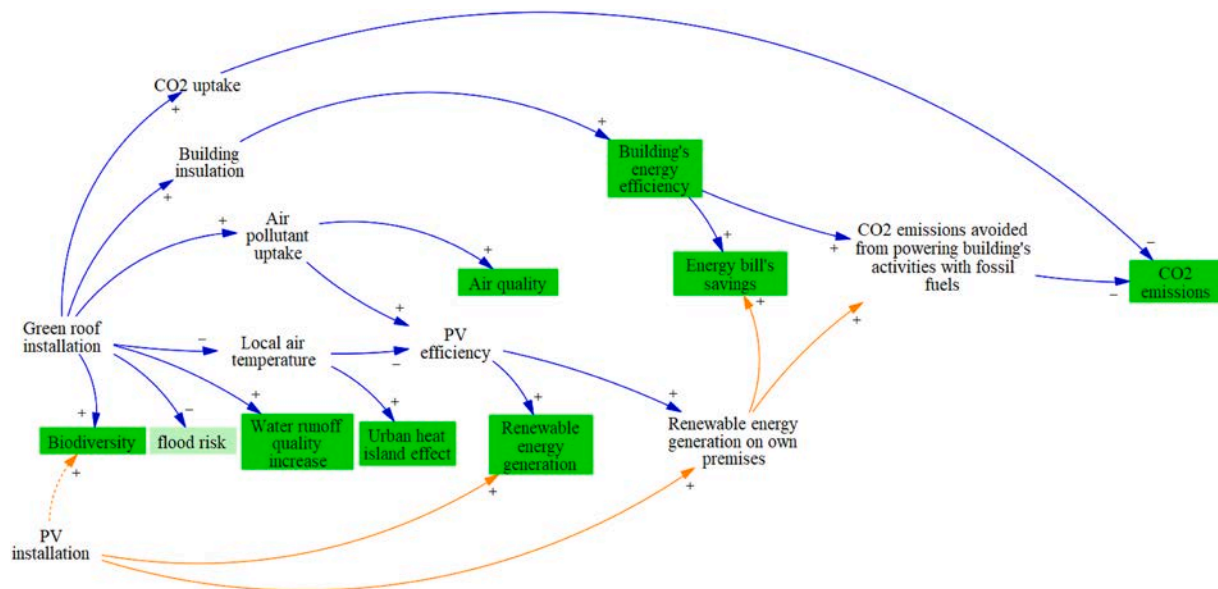 CO2 uptake
+
Building
insulation
+
+
Building's
energy
efficiency
Air
pollutant
uptake
+
+
Air quality
+
Energy bill's
savings
+
CO2 emissions avoided
from powering building's
activities with fossil
fuels
+
−
CO2
emissions
−
+
+
Green roof
installation
−
Local air
temperature
−
PV
efficiency
+
Biodiversity
+
flood risk
−
Water runoff
quality
increase
+
Urban heat
island effect
+
Renewable
energy
generation
+
Renewable energy
generation on own
premises
+
+
+
+
PV
installation